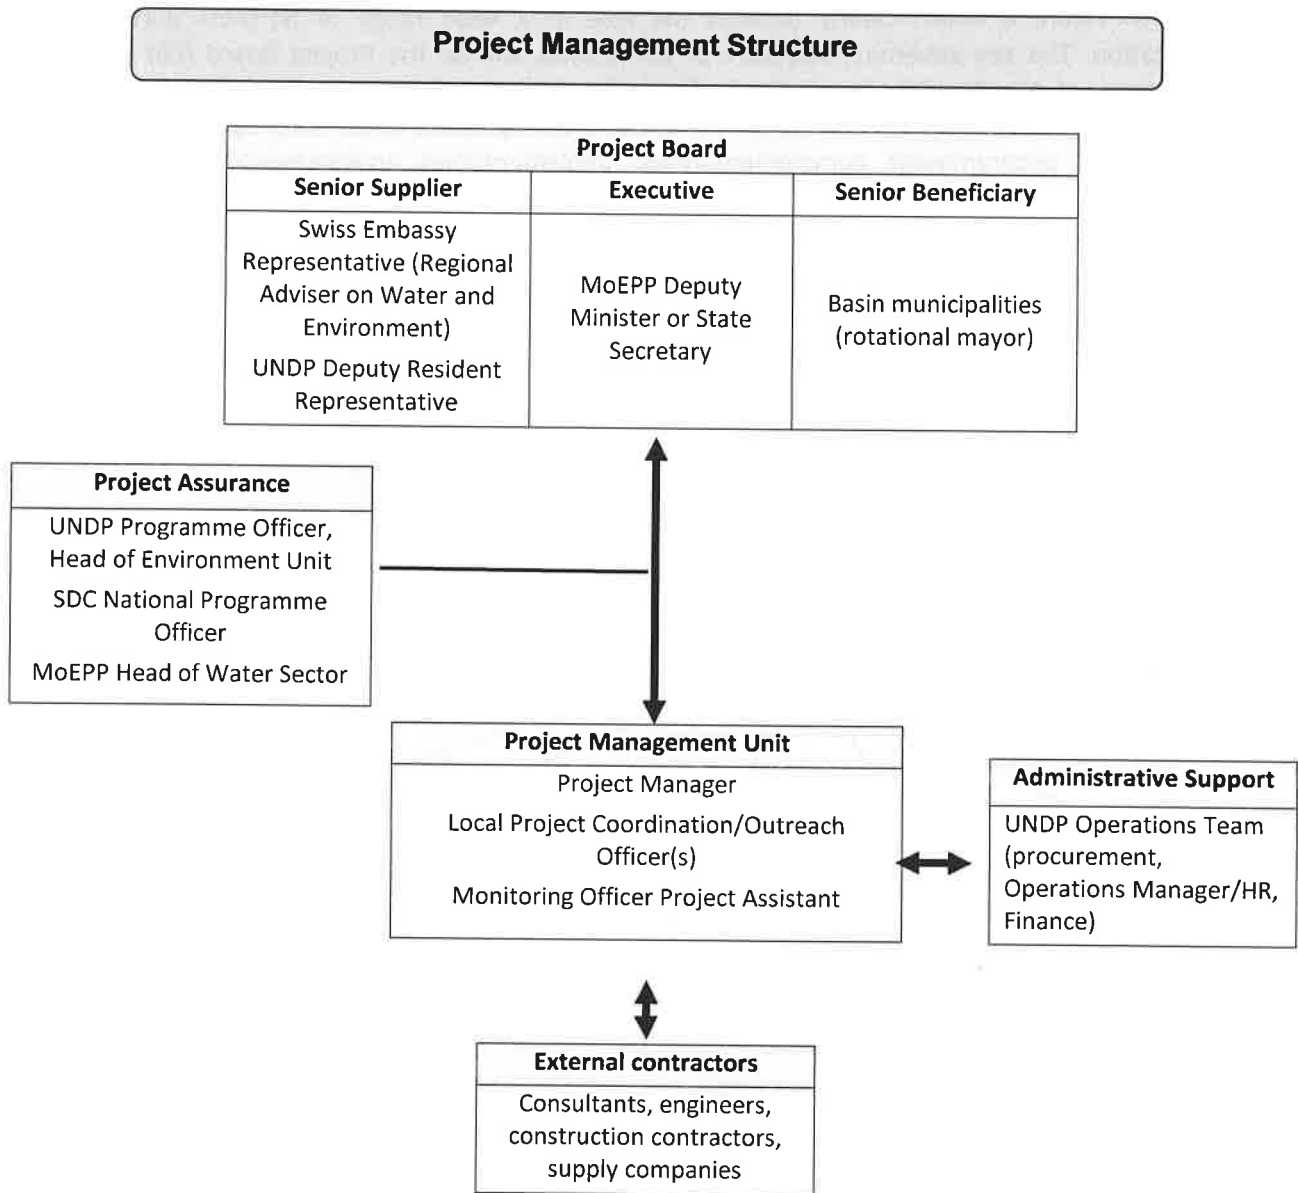 Project Management Structure
Project Board
Senior Supplier
Executive
Senior Beneficiary
Swiss Embassy
Representative (Regional
Adviser on Water and
Environment)
UNDP Deputy Resident
Representative
MoEPP Deputy
Minister or State
Secretary
Basin municipalities
(rotational mayor)
Project Assurance
UNDP Programme Officer,
Head of Environment Unit
SDC National Programme
Officer
MoEPP Head of Water Sector
Project Management Unit
Project Manager
Local Project Coordination/Outreach
Officer(s)
Monitoring Officer Project Assistant
Administrative Support
UNDP Operations Team
(procurement,
Operations Manager/HR,
Finance)
External contractors
Consultants, engineers,
construction contractors,
supply companies